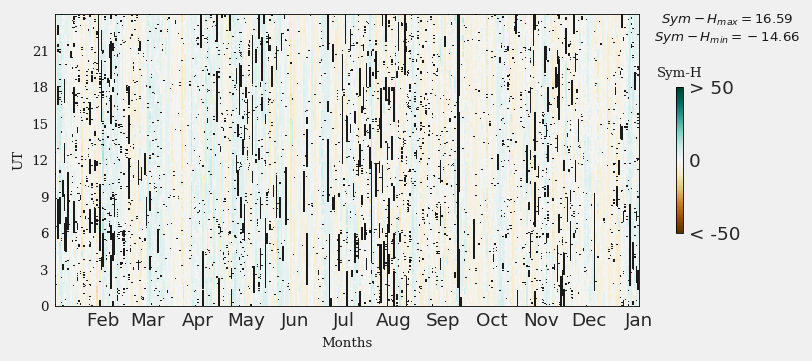 Sym − H_max = 16.59
Sym − H_min = −14.66
Sym-H
> 50
0
< -50
21
18
15
12
9
6
3
0
UT
Feb Mar Apr May Jun Jul Aug Sep Oct Nov Dec Jan
Months